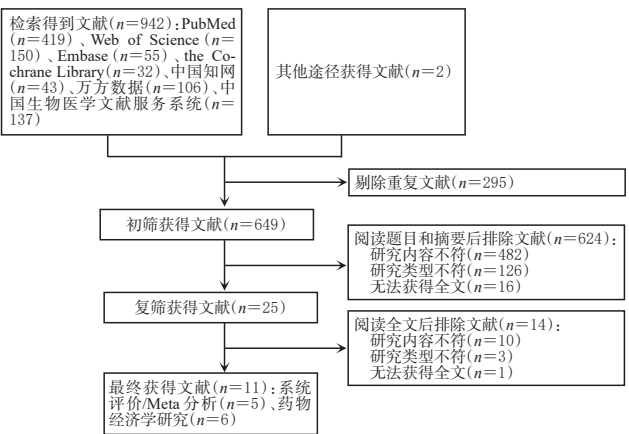 检索得到文献(n=942)：PubMed
(n=419)、Web of Science (n=
150)、Embase(n=55)、the Co-
chrane Library(n=32)、中国知网
(n=43)、万方数据(n=106)、中
国生物医学文献服务系统(n=
137)
其他途径获得文献(n=2)
剔除重复文献(n=295)
初筛获得文献(n=649)
阅读题目和摘要后排除文献(n=624)：
研究内容不符(n=482)
研究类型不符(n=126)
无法获得全文(n=16)
复筛获得文献(n=25)
阅读全文后排除文献(n=14)：
研究内容不符(n=10)
研究类型不符(n=3)
无法获得全文(n=1)
最终获得文献(n=11)：系统
评价/Meta 分析(n=5)、药物
经济学研究(n=6)